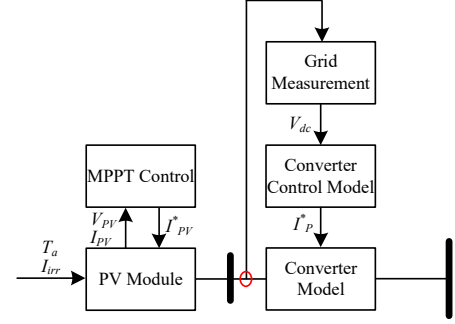 Grid
Measurement
V_dc
MPPT Control
Converter
Control Model
V_PV
I_PV
I*_PV
I*_P
T_a
I_irr
PV Module
Converter
Model